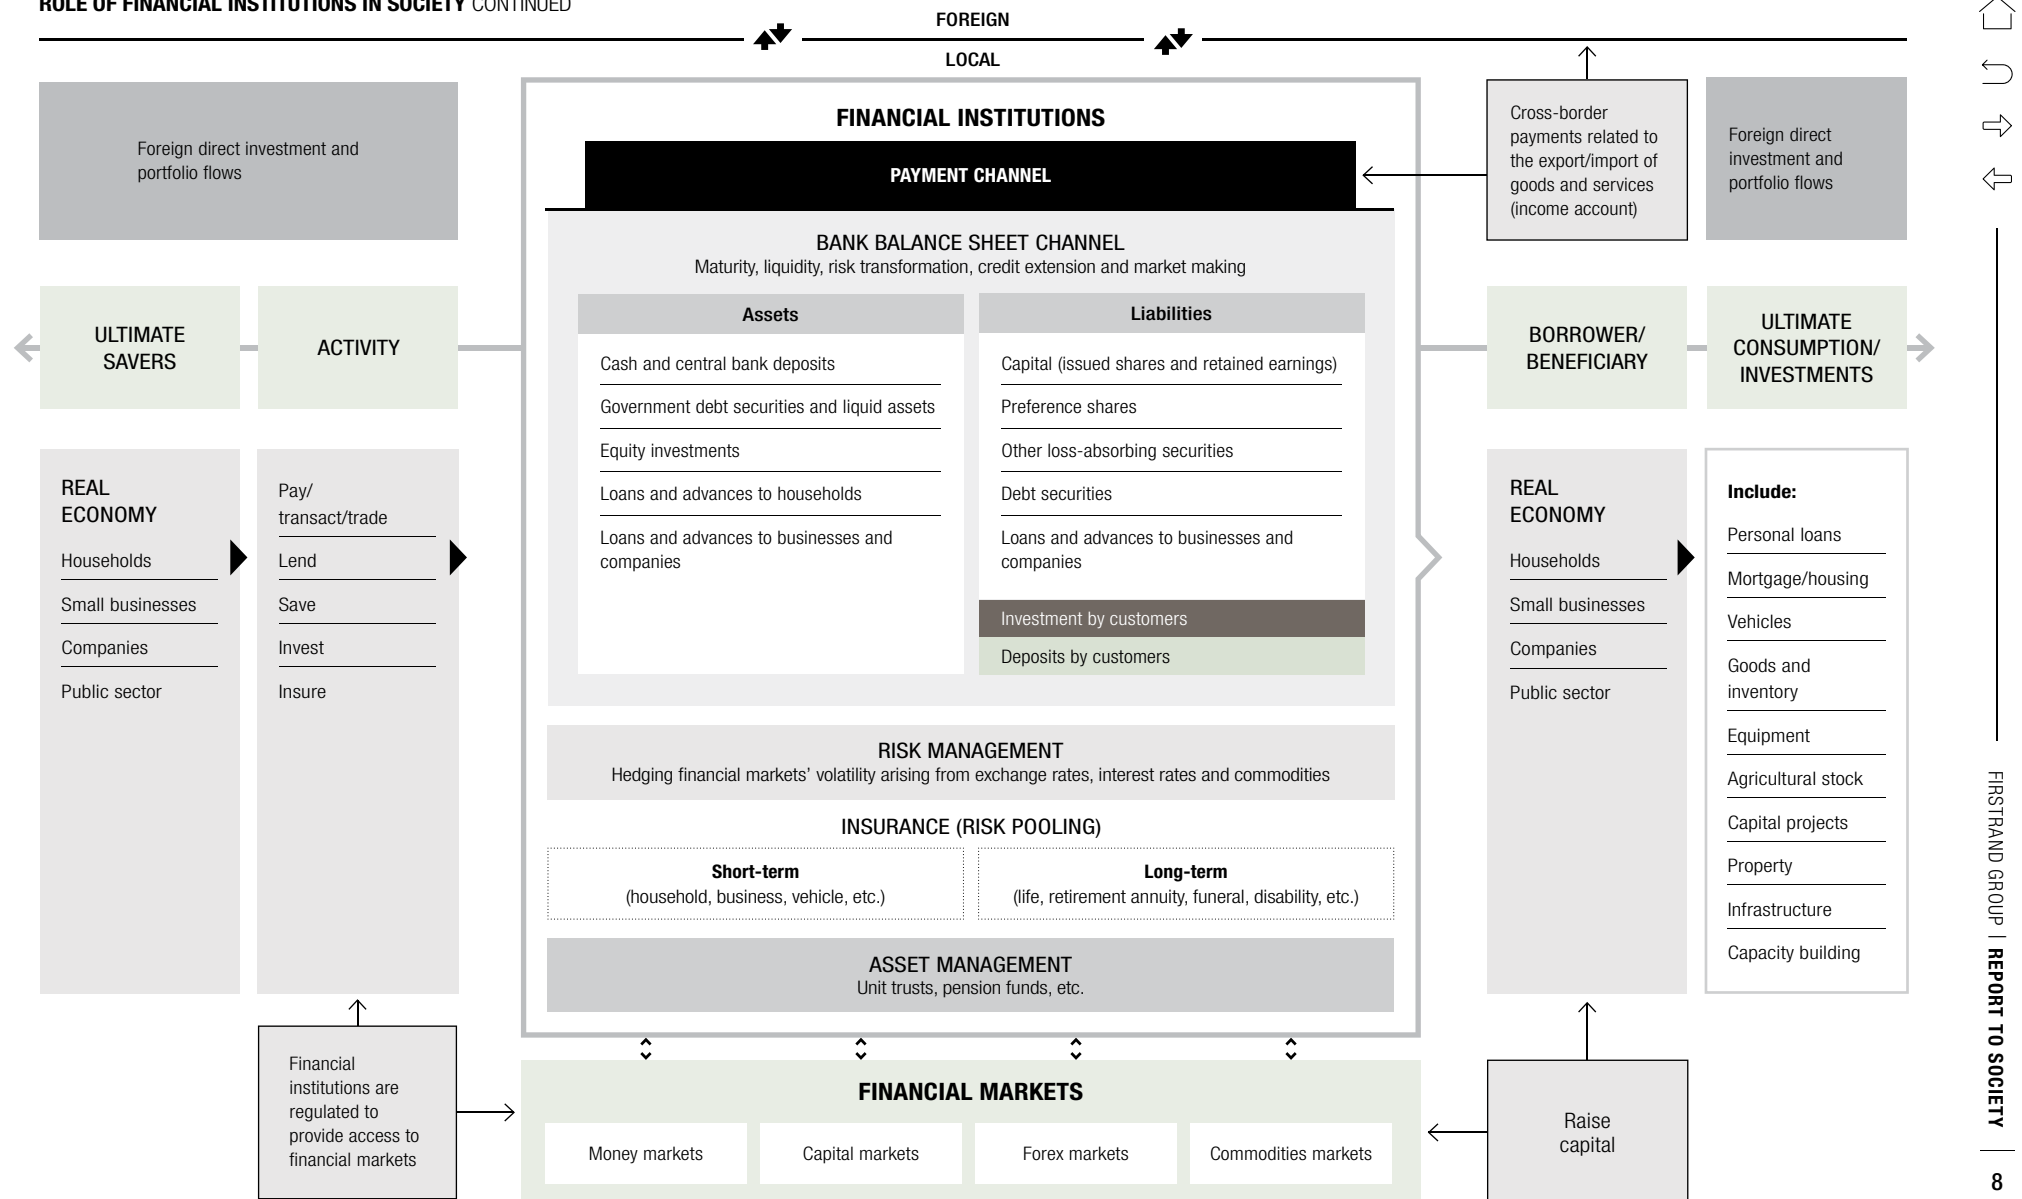 ROLE OF FINANCIAL INSTITUTIONS IN SOCIETY CONTINUED
FOREIGN
LOCAL
Foreign direct investment and
portfolio flows
ULTIMATE
SAVERS
ACTIVITY
REAL
ECONOMY
Households
Small businesses
Companies
Public sector
Pay/
transact/trade
Lend
Save
Invest
Insure
Financial
institutions are
regulated to
provide access to
financial markets
FINANCIAL INSTITUTIONS
PAYMENT CHANNEL
BANK BALANCE SHEET CHANNEL
Maturity, liquidity, risk transformation, credit extension and market making
Assets
Cash and central bank deposits
Government debt securities and liquid assets
Equity investments
Loans and advances to households
Loans and advances to businesses and
companies
Liabilities
Capital (issued shares and retained earnings)
Preference shares
Other loss-absorbing securities
Debt securities
Loans and advances to businesses and
companies
Investment by customers
Deposits by customers
RISK MANAGEMENT
Hedging financial markets’ volatility arising from exchange rates, interest rates and commodities
INSURANCE (RISK POOLING)
Short-term
(household, business, vehicle, etc.)
Long-term
(life, retirement annuity, funeral, disability, etc.)
ASSET MANAGEMENT
Unit trusts, pension funds, etc.
FINANCIAL MARKETS
Money markets
Capital markets
Forex markets
Commodities markets
Cross-border
payments related to
the export/import of
goods and services
(income account)
Foreign direct
investment and
portfolio flows
BORROWER/
BENEFICIARY
ULTIMATE
CONSUMPTION/
INVESTMENTS
REAL
ECONOMY
Households
Small businesses
Companies
Public sector
Include:
Personal loans
Mortgage/housing
Vehicles
Goods and
inventory
Equipment
Agricultural stock
Capital projects
Property
Infrastructure
Capacity building
Raise
capital
FIRSTRAND GROUP | REPORT TO SOCIETY
8